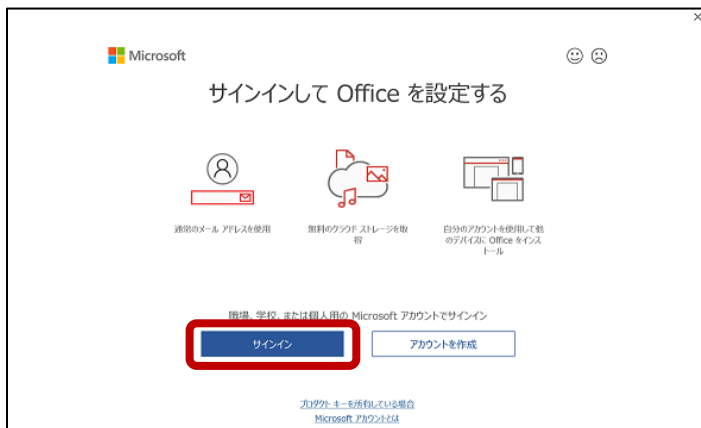 Microsoft
サインインして Office を設定する
通常のメール アドレスを使用
無料のクラウド ストレージを取
得
自分のアカウントを使用して他
のデバイスに Office をインス
トール
職場、学校、または個人用の Microsoft アカウントでサインイン
サインイン
アカウントを作成
プロダクト キーを所有している場合
Microsoft アカウントとは